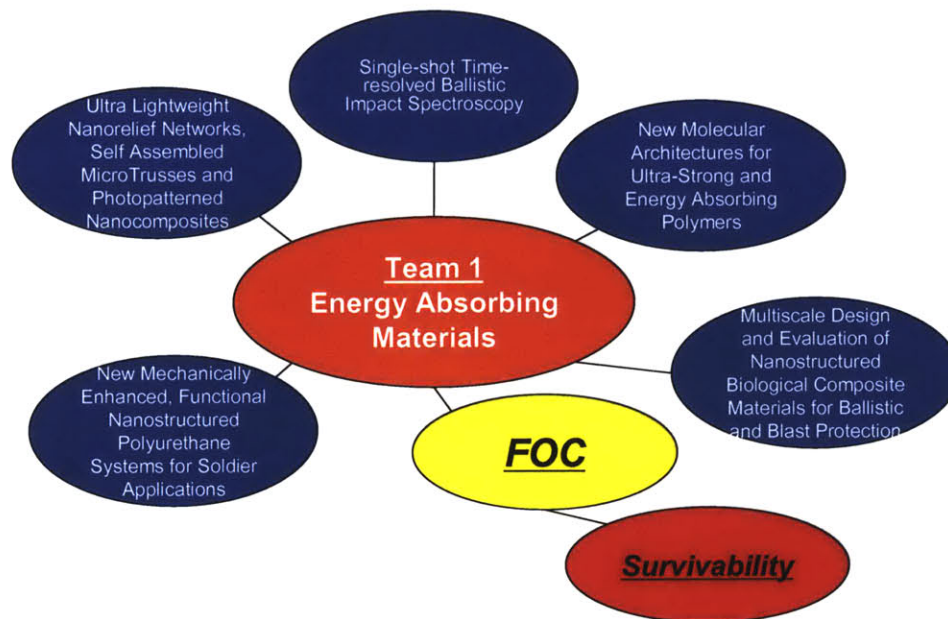 Single-shot Time-
resolved Ballistic
Impact Spectroscopy
Ultra Lightweight
Nanorelief Networks,
Self Assembled
MicroTrusses and
Photopatterned
Nanocomposites
New Molecular
Architectures for
Ultra-Strong and
Energy Absorbing
Polymers
Team 1
Energy Absorbing
Materials
Multiscale Design
and Evaluation of
Nanostructured
Biological Composite
Materials for Ballistic
and Blast Protection
New Mechanically
Enhanced, Functional
Nanostructured
Polyurethane
Systems for Soldier
Applications
FOC
Survivability